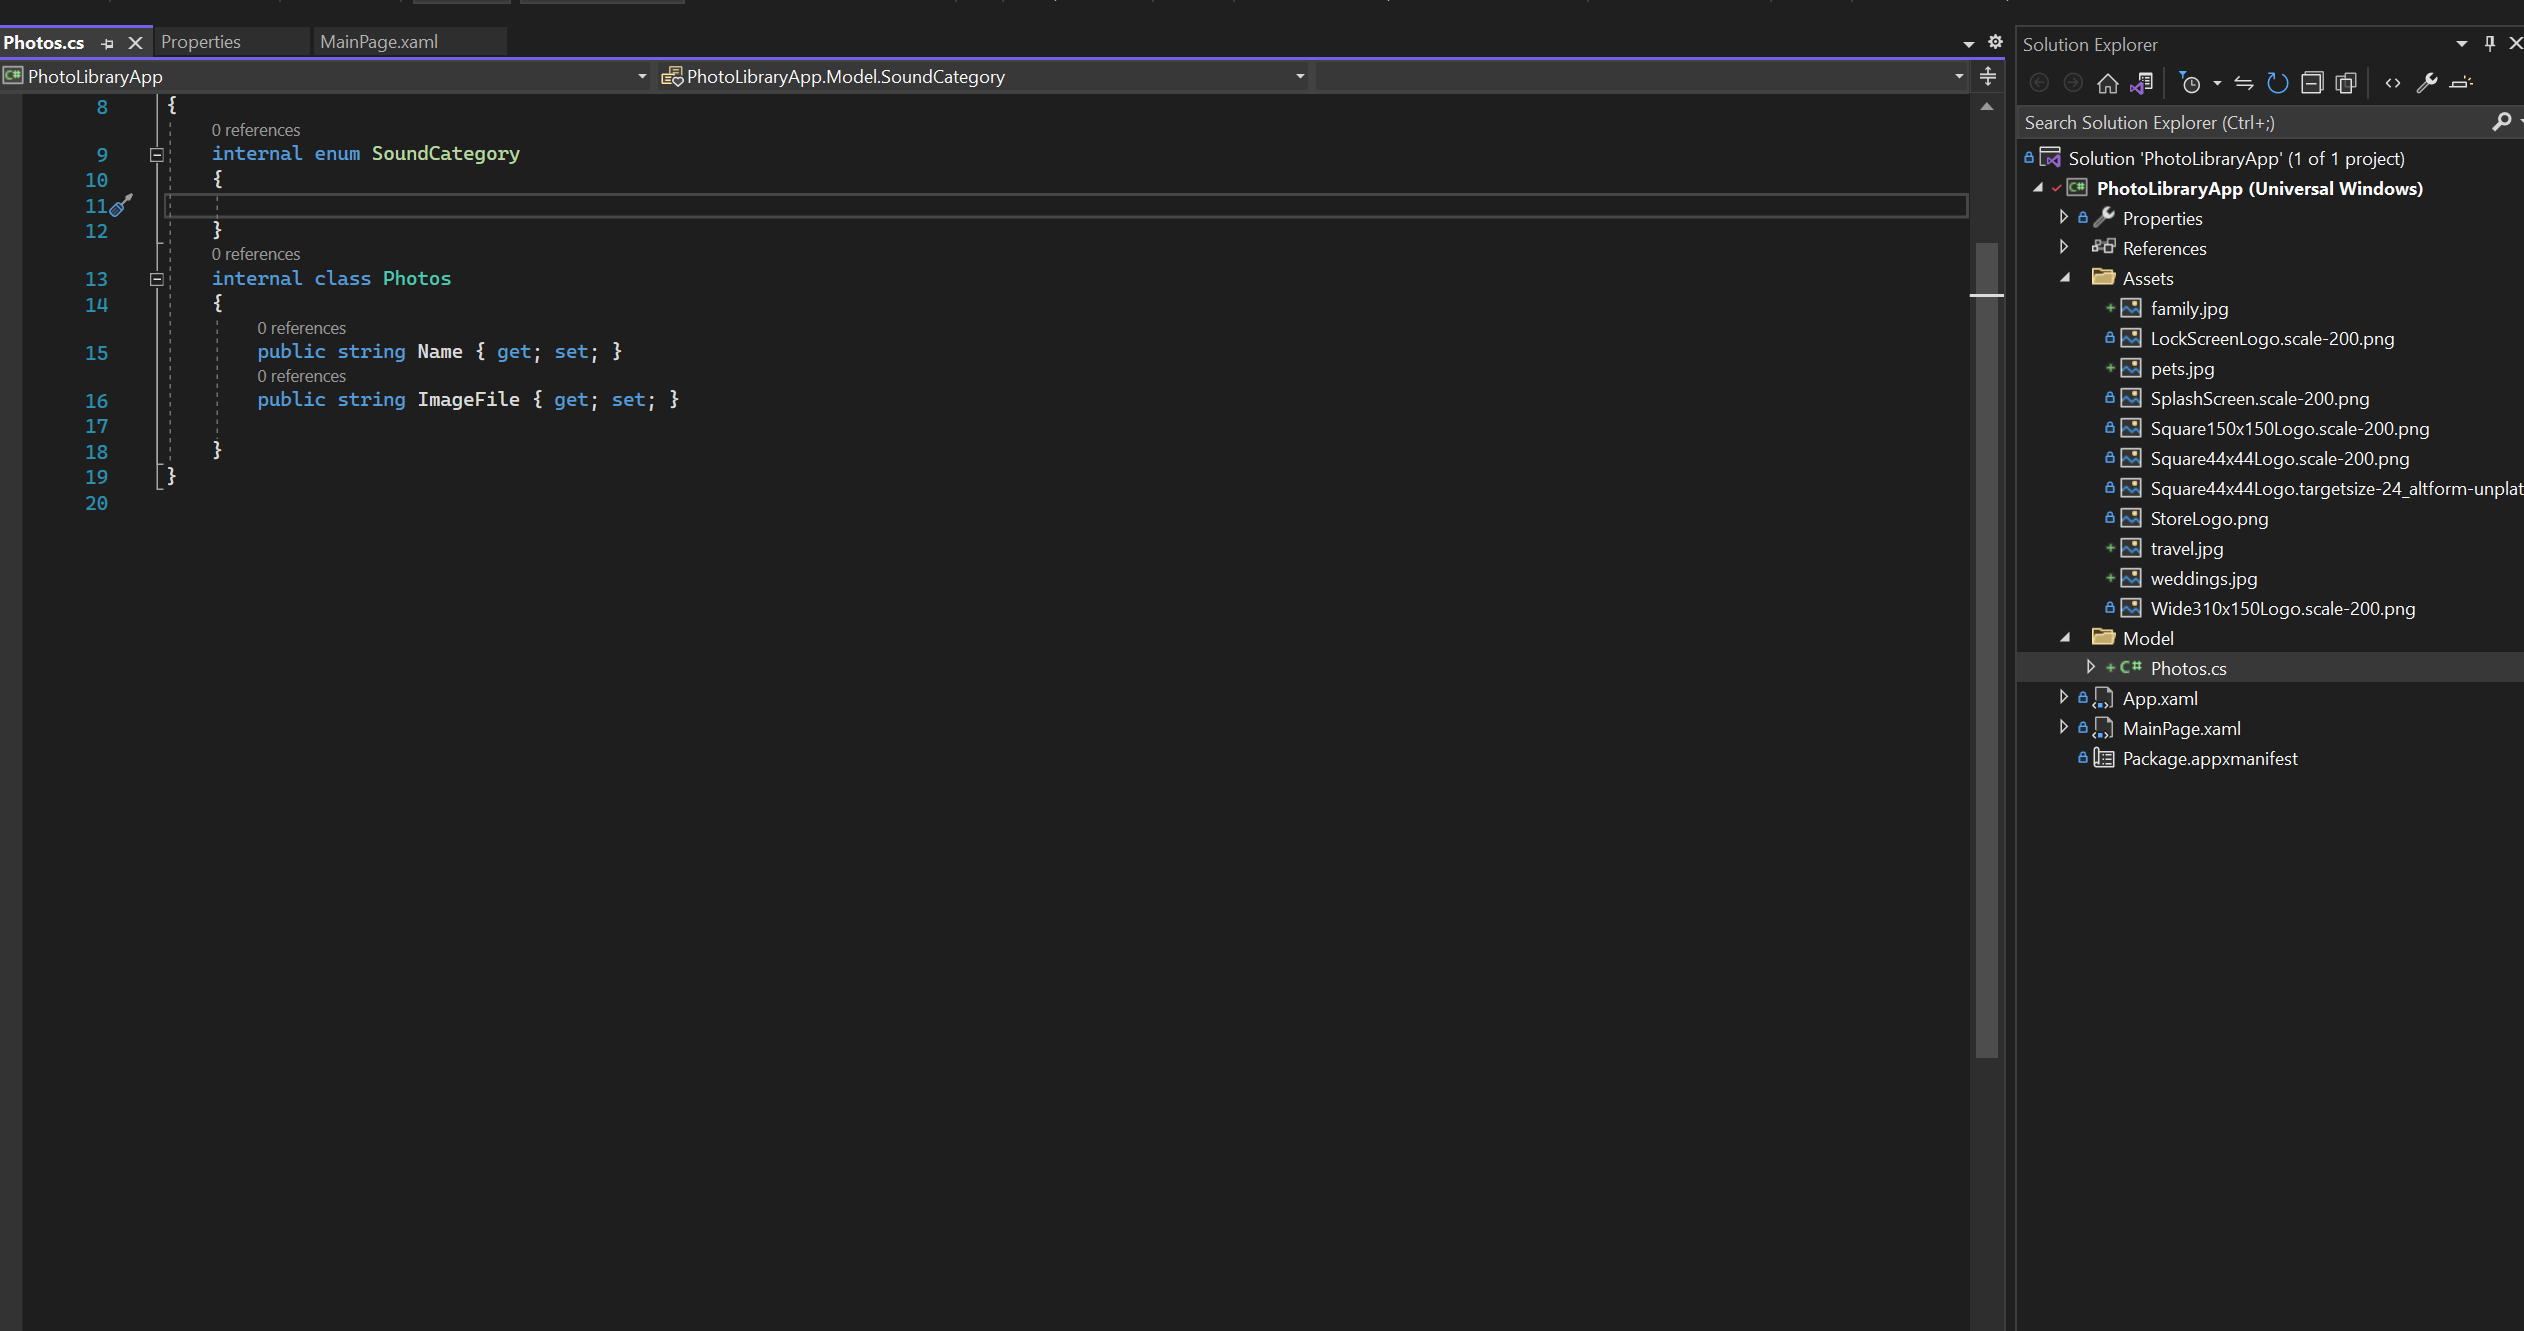 Photos.cs
Properties
MainPage.xaml
PhotoLibraryApp
PhotoLibraryApp.Model.SoundCategory
8 {
0 references
9 internal enum SoundCategory
10 {
11
12 }
0 references
13 internal class Photos
14 {
0 references
15 public string Name { get; set; }
0 references
16 public string ImageFile { get; set; }
17
18 }
19 }
20
Solution Explorer
Search Solution Explorer (Ctrl+;)
Solution 'PhotoLibraryApp' (1 of 1 project)
C# PhotoLibraryApp (Universal Windows)
Properties
References
Assets
family.jpg
LockScreenLogo.scale-200.png
pets.jpg
SplashScreen.scale-200.png
Square150x150Logo.scale-200.png
Square44x44Logo.scale-200.png
Square44x44Logo.targetsize-24_altform-unplat
StoreLogo.png
travel.jpg
weddings.jpg
Wide310x150Logo.scale-200.png
Model
C# Photos.cs
App.xaml
MainPage.xaml
Package.appxmanifest